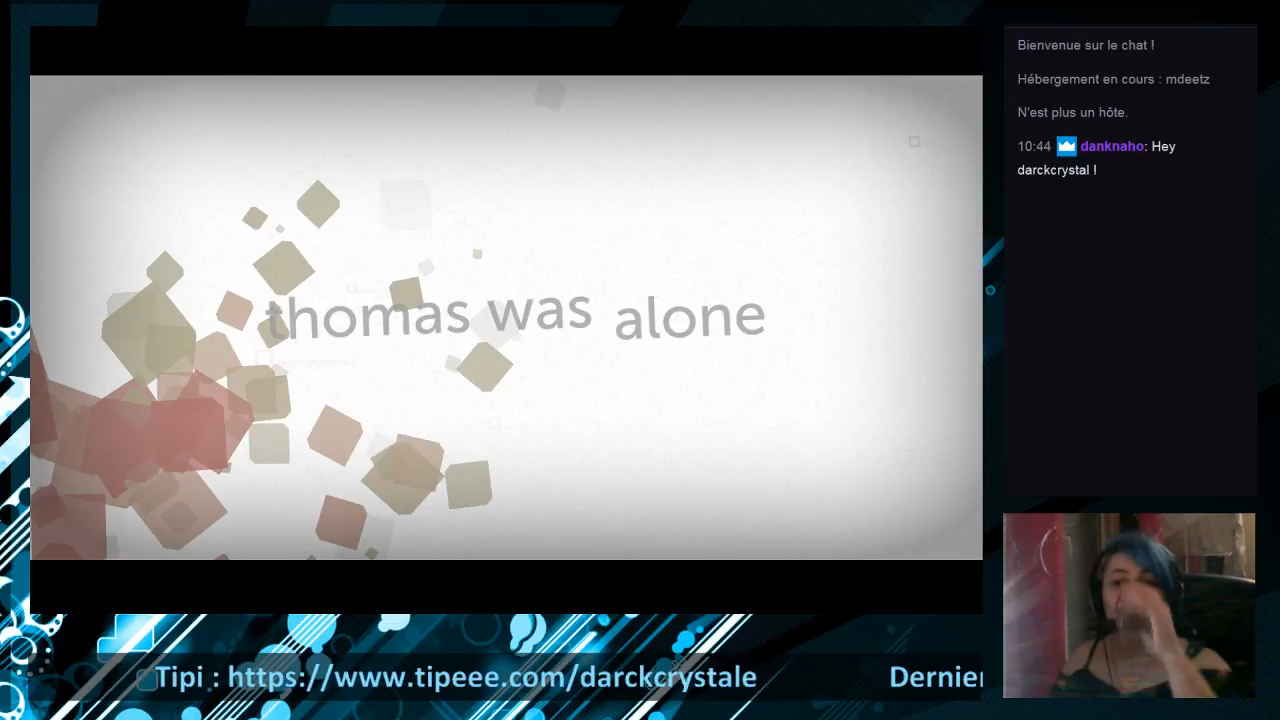 thomas was alone
Bienvenue sur le chat !
Hébergement en cours : mdeetz
N'est plus un hôte.
10:44 danknaho: Hey
darckcrystal !
Tipi : https://www.tipeee.com/darckcrystale
Dernier